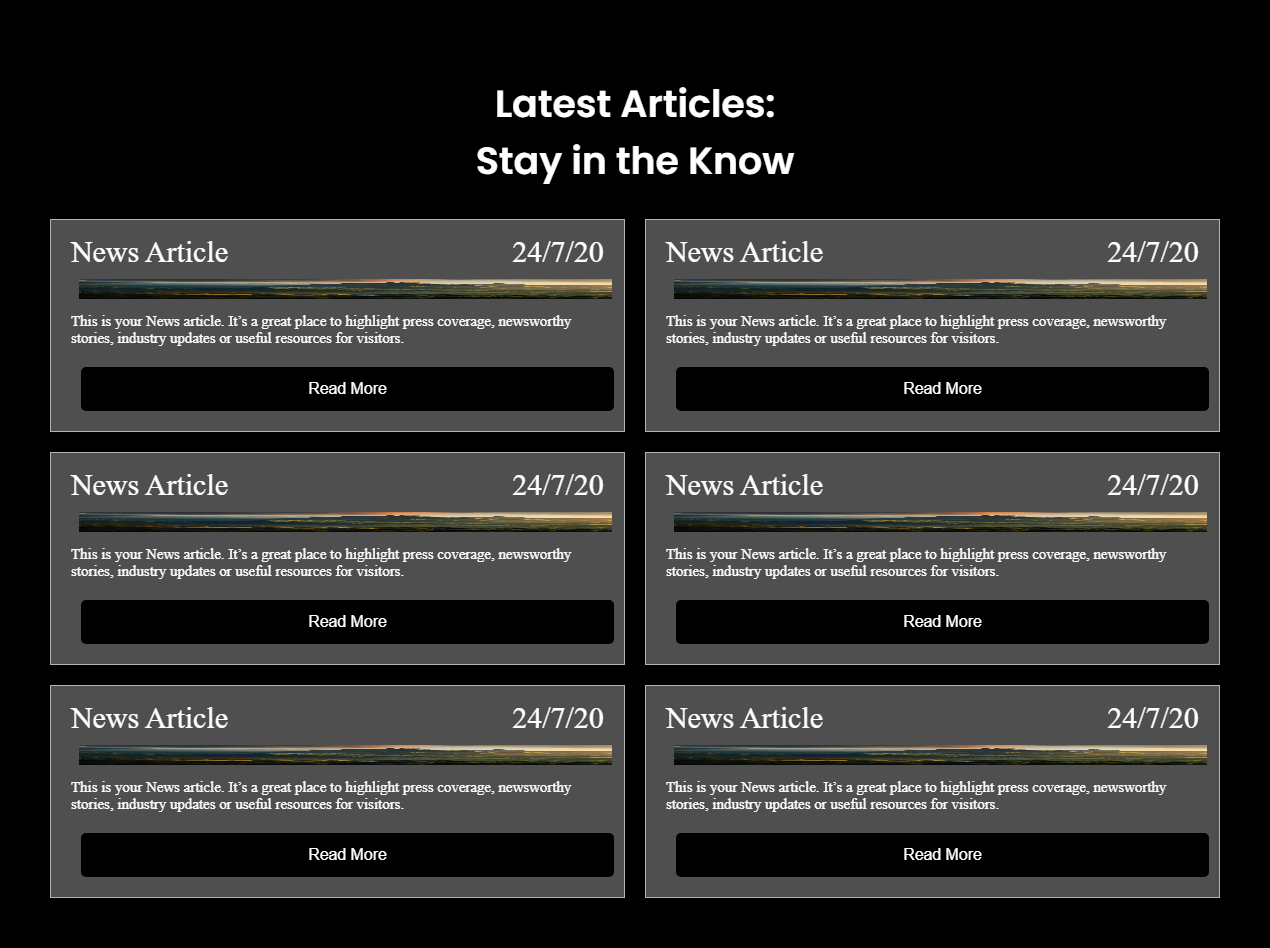 Latest Articles:
Stay in the Know
News Article 24/7/20
This is your News article. It’s a great place to highlight press coverage, newsworthy
stories, industry updates or useful resources for visitors.
Read More
News Article 24/7/20
This is your News article. It’s a great place to highlight press coverage, newsworthy
stories, industry updates or useful resources for visitors.
Read More
News Article 24/7/20
This is your News article. It’s a great place to highlight press coverage, newsworthy
stories, industry updates or useful resources for visitors.
Read More
News Article 24/7/20
This is your News article. It’s a great place to highlight press coverage, newsworthy
stories, industry updates or useful resources for visitors.
Read More
News Article 24/7/20
This is your News article. It’s a great place to highlight press coverage, newsworthy
stories, industry updates or useful resources for visitors.
Read More
News Article 24/7/20
This is your News article. It’s a great place to highlight press coverage, newsworthy
stories, industry updates or useful resources for visitors.
Read More